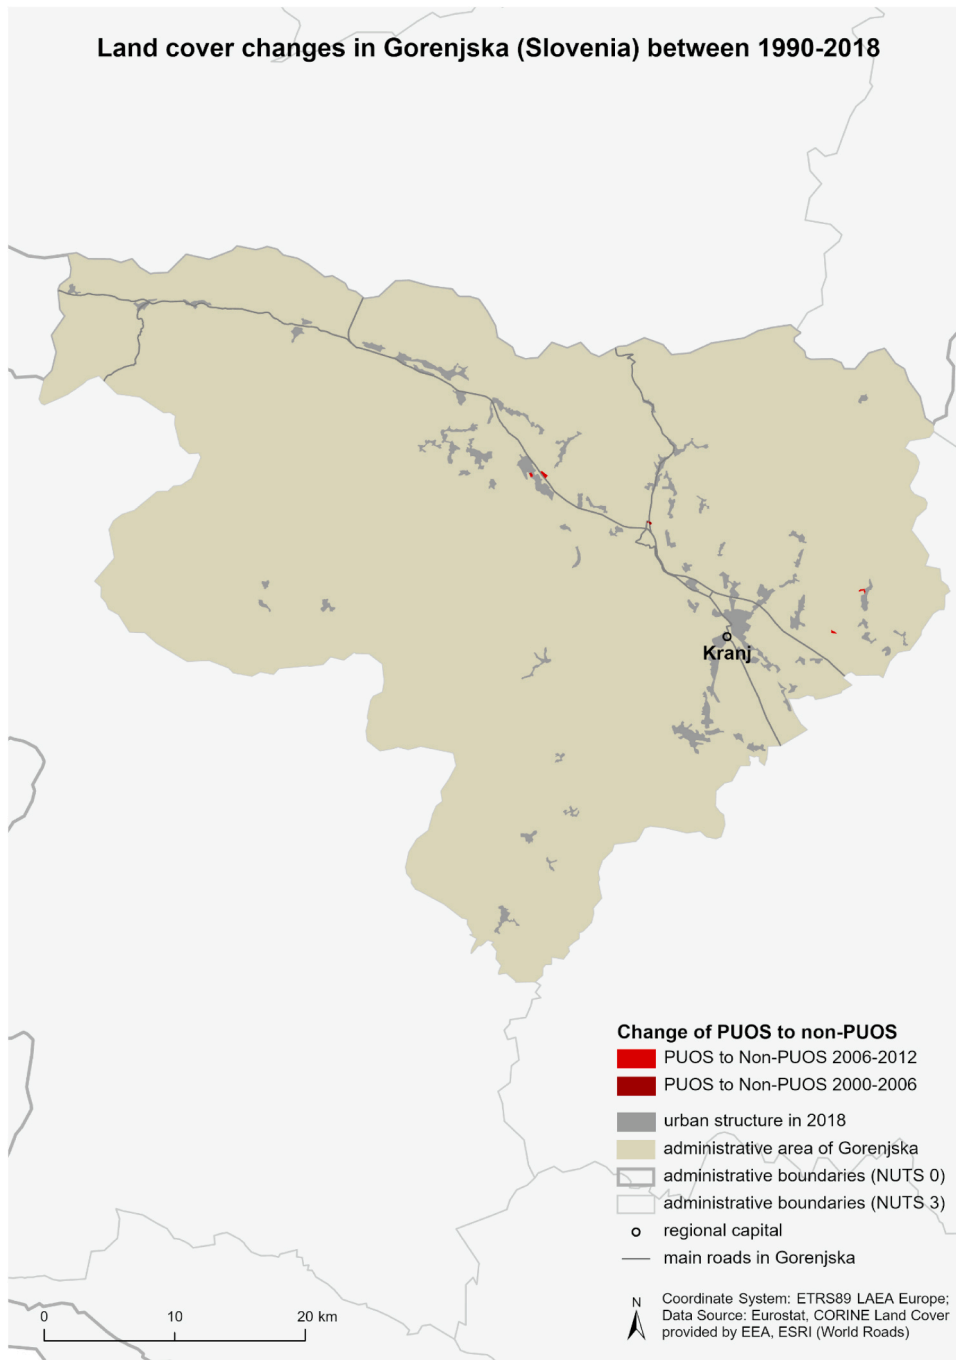 Land cover changes in Gorenjska (Slovenia) between 1990-2018
Kranj
Change of PUOS to non-PUOS
PUOS to Non-PUOS 2006-2012
PUOS to Non-PUOS 2000-2006
urban structure in 2018
administrative area of Gorenjska
administrative boundaries (NUTS 0)
administrative boundaries (NUTS 3)
regional capital
main roads in Gorenjska
0 10 20 km
N
Coordinate System: ETRS89 LAEA Europe;
Data Source: Eurostat, CORINE Land Cover
provided by EEA, ESRI (World Roads)